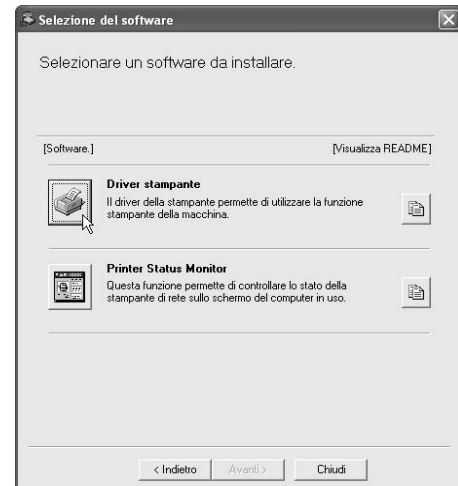 Selezione del software
Selezionare un software da installare.
[Software.] [Visualizza README]
Driver stampante
Il driver della stampante permette di utilizzare la funzione
stampante della macchina.
Printer Status Monitor
Questa funzione permette di controllare lo stato della
stampante di rete sullo schermo del computer in uso.
< Indietro Avanti > Chiudi